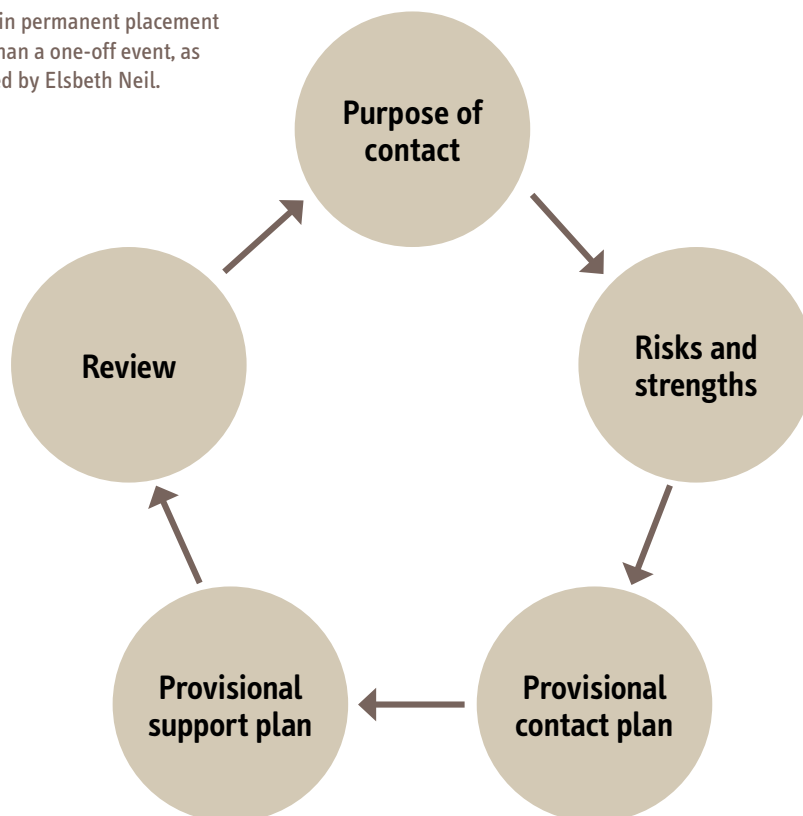 in permanent placement
han a one-off event, as
ed by Elsbeth Neil.
Purpose of
contact
Risks and
strengths
Provisional
contact plan
Provisional
support plan
Review